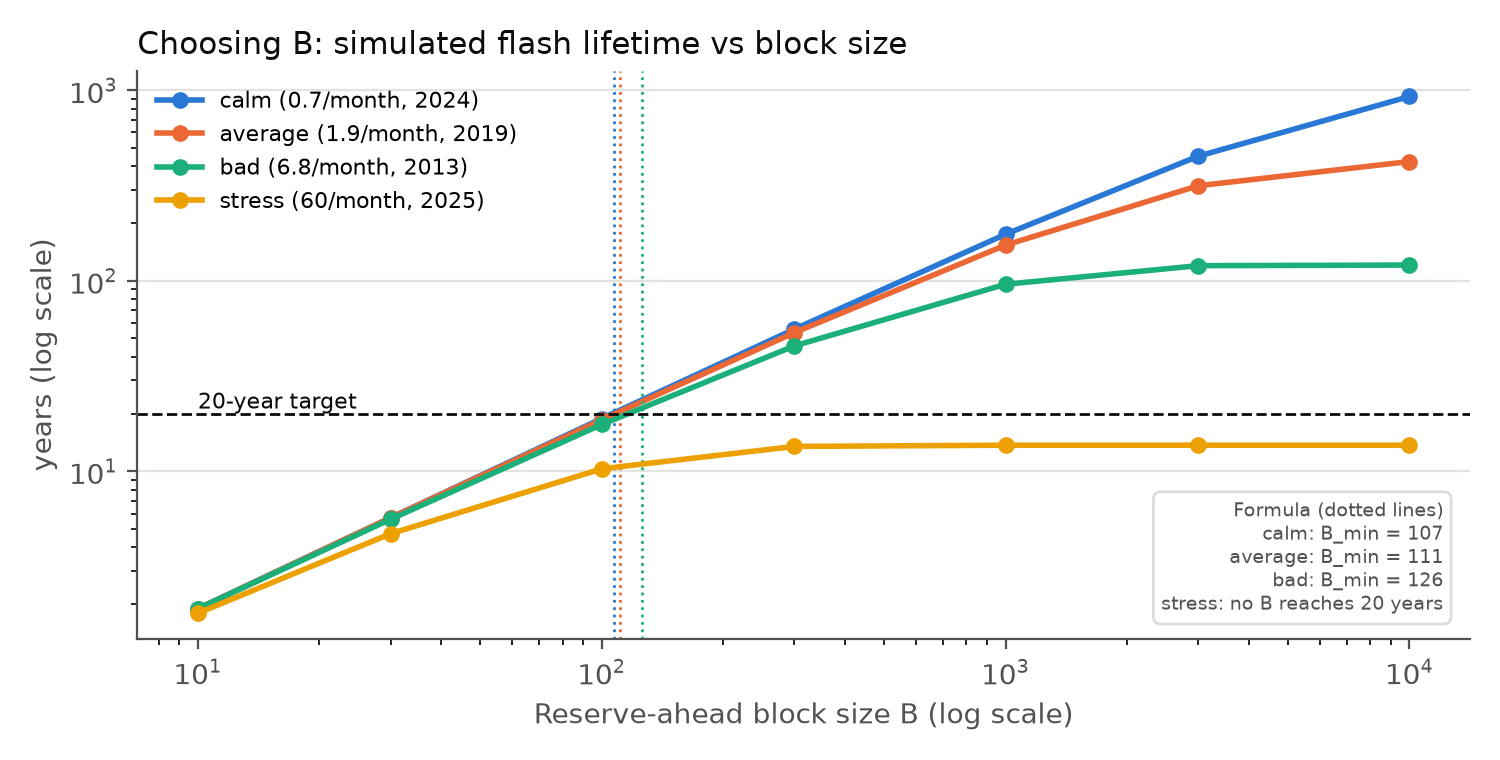 Choosing B: simulated flash lifetime vs block size
10³
calm (0.7/month, 2024)
average (1.9/month, 2019)
bad (6.8/month, 2013)
stress (60/month, 2025)
10²
years (log scale)
20-year target
10¹
Formula (dotted lines)
calm: B_min = 107
average: B_min = 111
bad: B_min = 126
stress: no B reaches 20 years
10¹ 10² 10³ 10⁴
Reserve-ahead block size B (log scale)